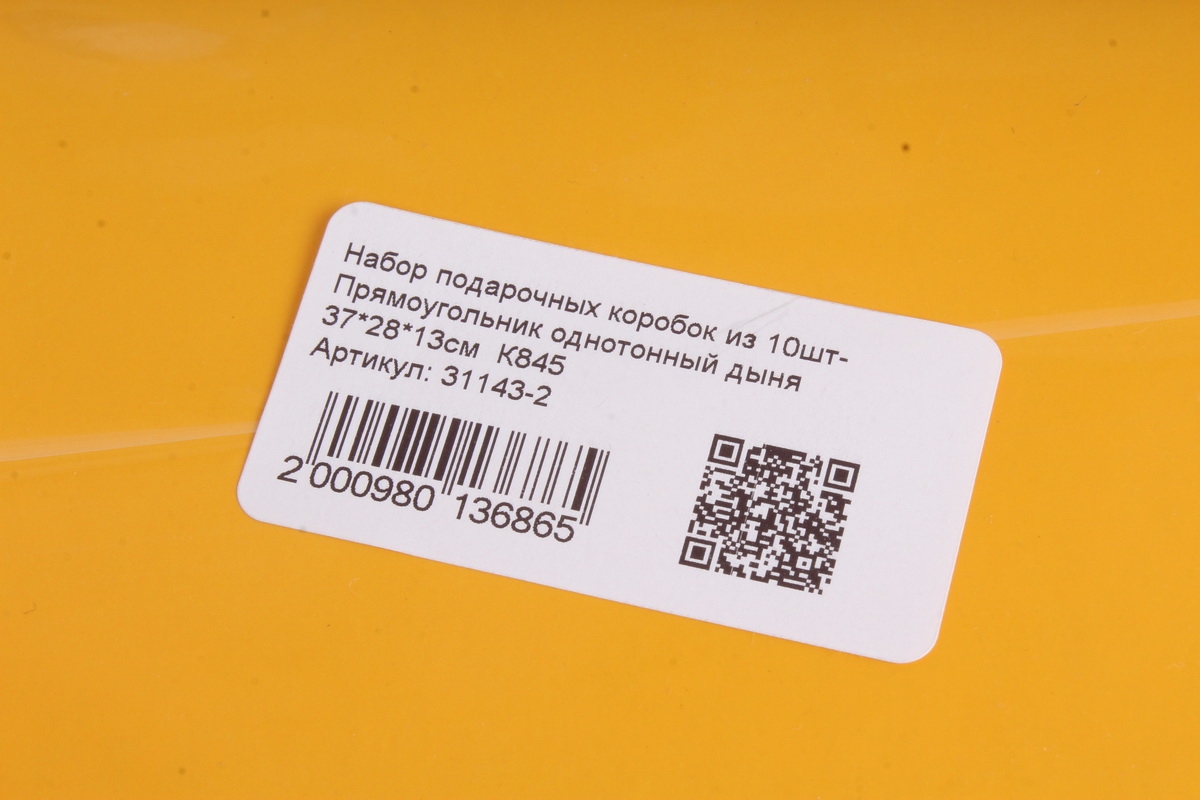 Набор подарочных коробок из 10шт-
Прямоугольник однотонный дыня
37*28*13см К845
Артикул: 31143-2
2 000980 136865